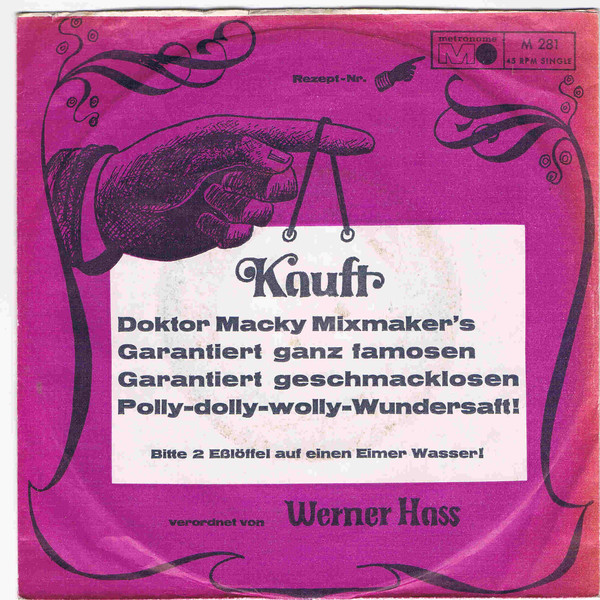 metronome
M 281
45 RPM SINGLE
Rezept-Nr.
Kauft
Doktor Macky Mixmaker's
Garantiert ganz famosen
Garantiert geschmacklosen
Polly-dolly-wolly-Wundersaft!
Bitte 2 Eßlöffel auf einen Eimer Wasser!
verordnet von Werner Hass